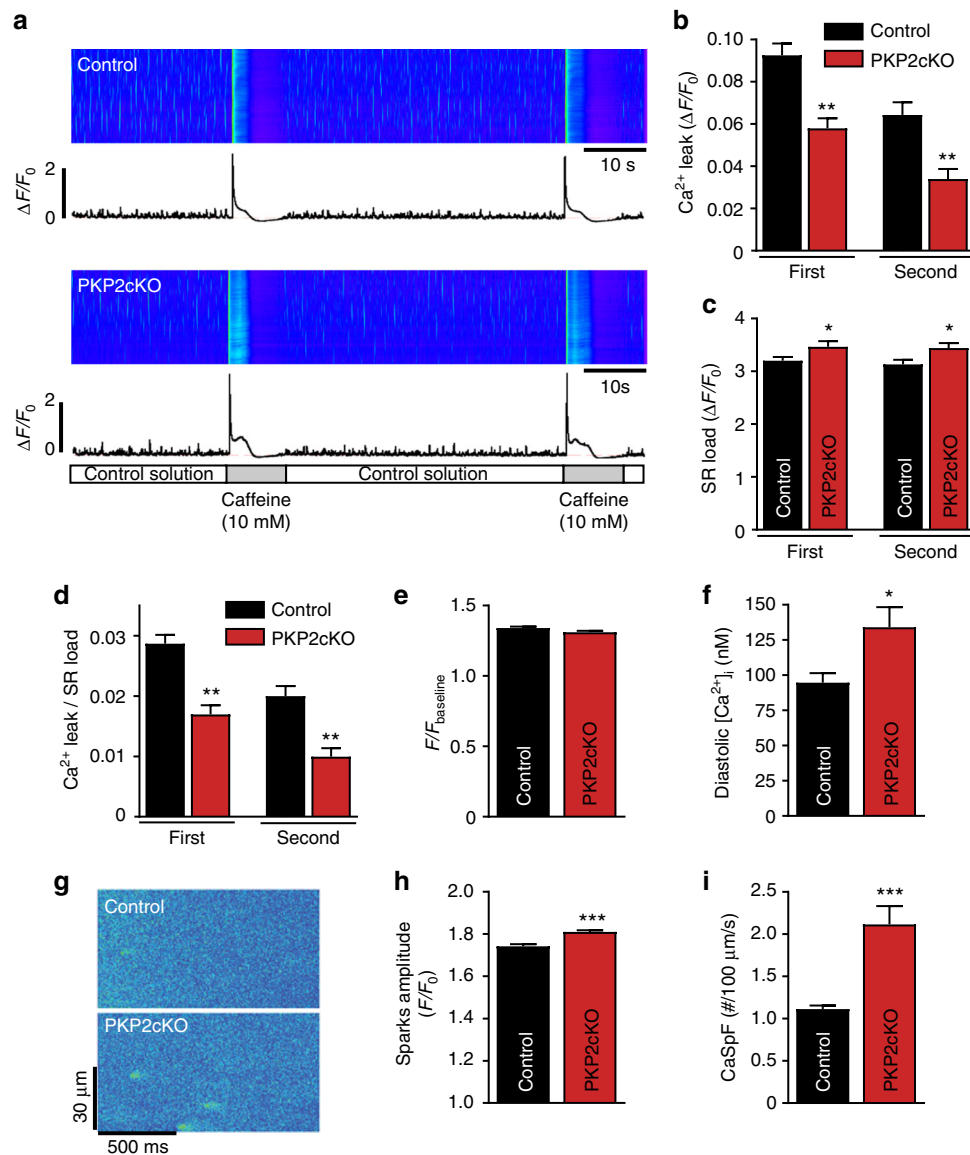 a
Control
10 s
2
0
ΔF/F0
PKP2cKO
10s
2
0
ΔF/F0
Control solution
Control solution
Caffeine
(10 mM)
Caffeine
(10 mM)
b
Control
PKP2cKO
0.10
0.08
0.06
0.04
0.02
0
Ca2+ leak (ΔF/F0)
**
**
First
Second
c
4
3
2
1
0
SR load (ΔF/F0)
*
*
Control
PKP2cKO
Control
PKP2cKO
First
Second
d
Control
PKP2cKO
0.03
0.02
0.01
0
Ca2+ leak / SR load
**
**
First
Second
e
1.5
1.0
1.5
0
F/Fbaseline
Control
PKP2cKO
f
150
125
100
75
50
25
0
Diastolic [Ca2+]i (nM)
*
Control
PKP2cKO
g
Control
PKP2cKO
30 μm
500 ms
h
2.0
1.8
1.6
1.4
1.2
1.0
Sparks amplitude
(F/F0)
***
Control
PKP2cKO
i
2.5
2.0
1.5
1.0
0.5
0
CaSpF (#/100 μm/s)
***
Control
PKP2cKO